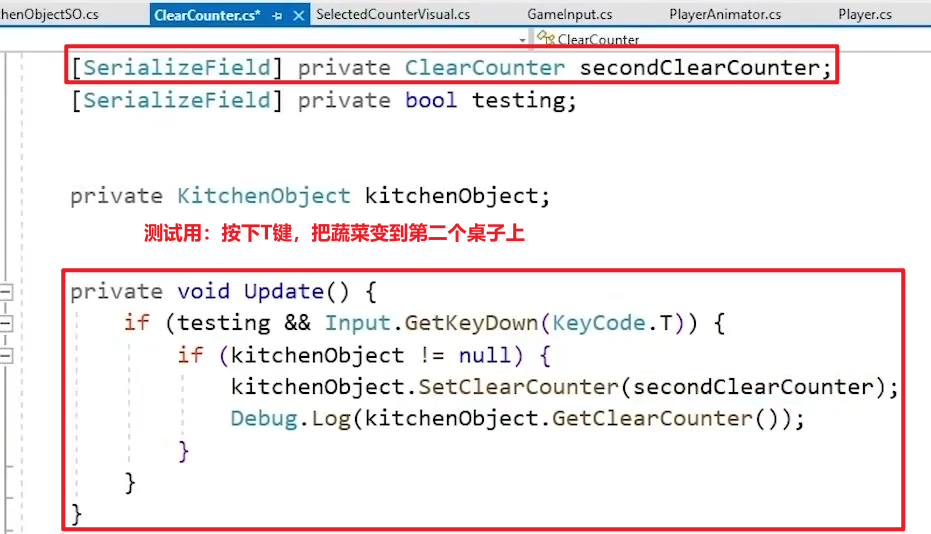 henObjectSO.cs ClearCounter.cs* SelectedCounterVisual.cs GameInput.cs PlayerAnimator.cs Player.cs
ClearCounter
[SerializeField] private ClearCounter secondClearCounter;
[SerializeField] private bool testing;
private KitchenObject kitchenObject;
测试用：按下T键，把蔬菜变到第二个桌子上
private void Update() {
if (testing && Input.GetKeyDown(KeyCode.T)) {
if (kitchenObject != null) {
kitchenObject.SetClearCounter(secondClearCounter);
Debug.Log(kitchenObject.GetClearCounter());
}
}
}